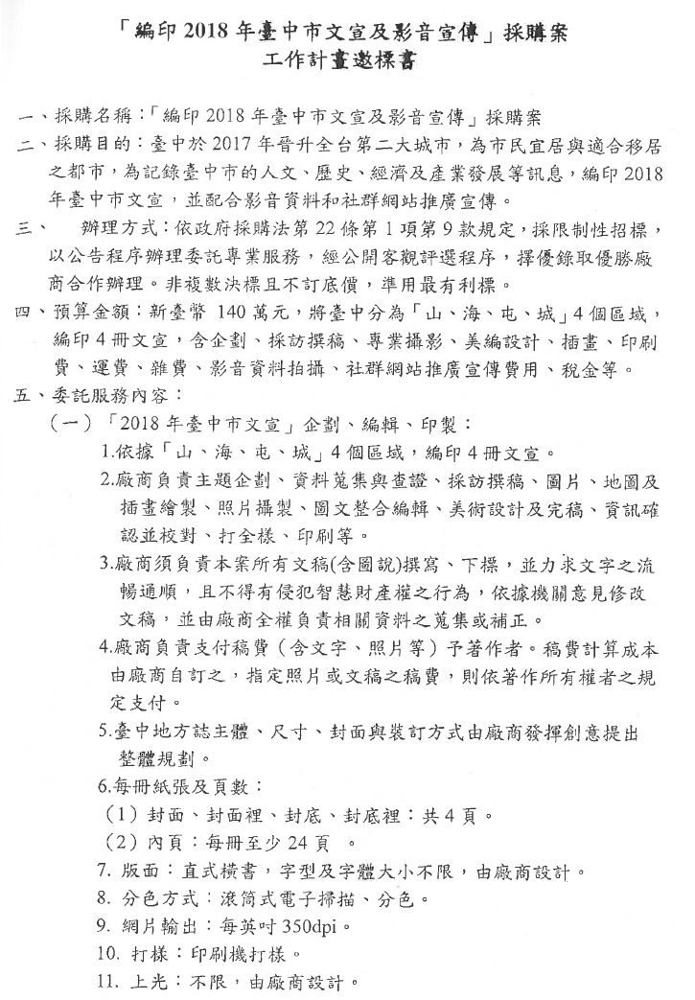 「編印 2018 年臺中市文宣及影音宣傳」採購案
工作計畫邀標書
一、採購名稱：「編印 2018 年臺中市文宣及影音宣傳」採購案
二、採購目的：臺中於 2017 年晉升全台第二大城市，為市民宜居與適合移居
之都市，為記錄臺中市的人文、歷史、經濟及產業發展等訊息，編印 2018
年臺中市文宣，並配合影音資料和社群網站推廣宣傳。
三、 辦理方式：依政府採購法第 22 條第 1 項第 9 款規定，採限制性招標，
以公告程序辦理委託專業服務，經公開客觀評選程序，擇優錄取優勝廠
商合作辦理。非複數決標且不訂底價，準用最有利標。
四、預算金額：新臺幣 140 萬元，將臺中分為「山、海、屯、城」4 個區域，
編印 4 冊文宣，含企劃、採訪撰稿、專業攝影、美編設計、插畫、印刷
費、運費、雜費、影音資料拍攝、社群網站推廣宣傳費用、稅金等。
五、委託服務內容：
（一）「2018 年臺中市文宣」企劃、編輯、印製：
1.依據「山、海、屯、城」4 個區域，編印 4 冊文宣。
2.廠商負責主題企劃、資料蒐集與查證、採訪撰稿、圖片、地圖及
插畫繪製、照片攝製、圖文整合編輯、美術設計及完稿、資訊確
認並校對、打全樣、印刷等。
3.廠商須負責本案所有文稿(含圖說)撰寫、下標，並力求文字之流
暢通順，且不得有侵犯智慧財產權之行為，依據機關意見修改
文稿，並由廠商全權負責相關資料之蒐集或補正。
4.廠商負責支付稿費（含文字、照片等）予著作者。稿費計算成本
由廠商自訂之，指定照片或文稿之稿費，則依著作所有權者之規
定支付。
5.臺中地方誌主體、尺寸、封面與裝訂方式由廠商發揮創意提出
整體規劃。
6.每冊紙張及頁數：
（1）封面、封面裡、封底、封底裡：共 4 頁。
（2）內頁：每冊至少 24 頁 。
7. 版面：直式橫書，字型及字體大小不限，由廠商設計。
8. 分色方式：滾筒式電子掃描、分色。
9. 網片輸出：每英吋 350dpi。
10. 打樣：印刷機打樣。
11. 上光：不限，由廠商設計。